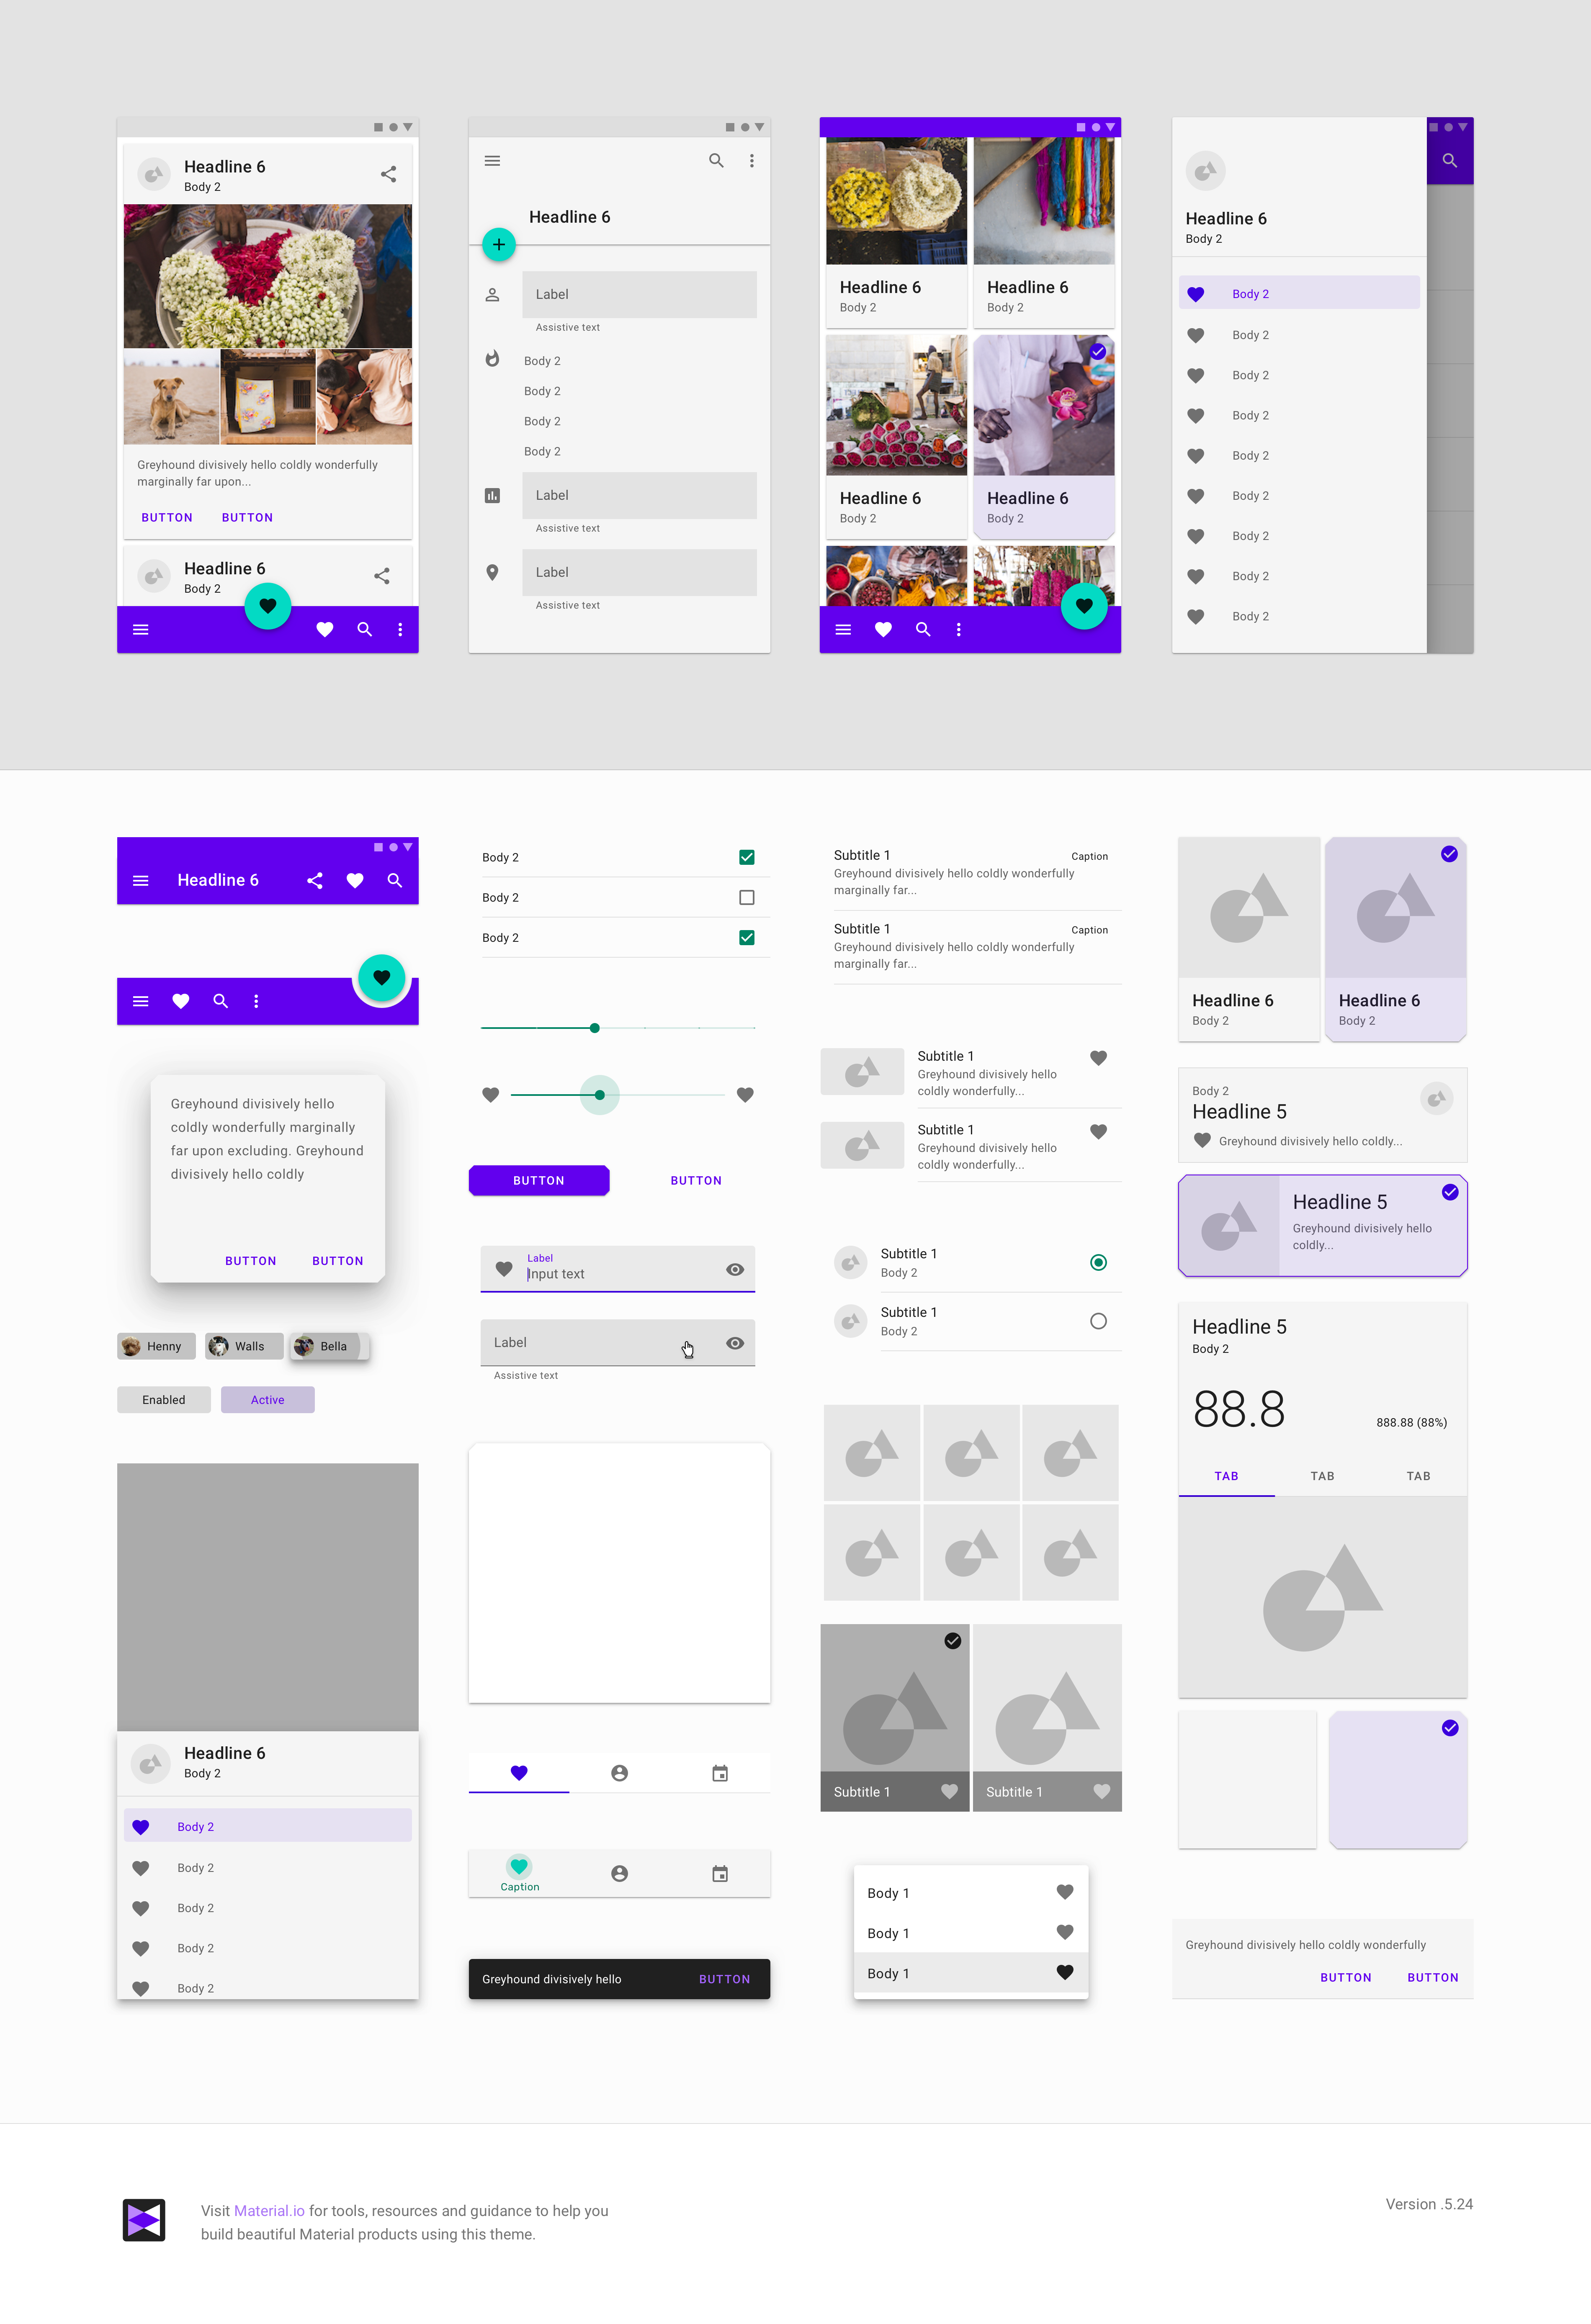 Headline 6
Body 2
Greyhound divisively hello coldly wonderfully
marginally far upon...
BUTTON BUTTON
Headline 6
Body 2
Headline 6
Label
Assistive text
Body 2
Body 2
Body 2
Body 2
Label
Assistive text
Label
Assistive text
Headline 6 Headline 6
Body 2 Body 2
Headline 6 Headline 6
Body 2 Body 2
Headline 6
Body 2
Body 2
Body 2
Body 2
Body 2
Body 2
Body 2
Body 2
Body 2
Body 2
Headline 6
Greyhound divisively hello
coldly wonderfully marginally
far upon excluding. Greyhound
divisively hello coldly
BUTTON BUTTON
Henny Walls Bella
Enabled Active
Headline 6
Body 2
Body 2
Body 2
Body 2
Body 2
Body 2
Body 2
Body 2
Body 2
BUTTON BUTTON
Label
Input text
Label
Assistive text
Caption
Greyhound divisively hello BUTTON
Subtitle 1 Caption
Greyhound divisively hello coldly wonderfully
marginally far...
Subtitle 1 Caption
Greyhound divisively hello coldly wonderfully
marginally far...
Subtitle 1
Greyhound divisively hello
coldly wonderfully...
Subtitle 1
Greyhound divisively hello
coldly wonderfully...
Subtitle 1
Body 2
Subtitle 1
Body 2
Subtitle 1 Subtitle 1
Body 1
Body 1
Body 1
Headline 6 Headline 6
Body 2 Body 2
Body 2
Headline 5
Greyhound divisively hello coldly...
Headline 5
Greyhound divisively hello
coldly...
Headline 5
Body 2
88.8 888.88 (88%)
TAB TAB TAB
Greyhound divisively hello coldly wonderfully
BUTTON BUTTON
Visit Material.io for tools, resources and guidance to help you
build beautiful Material products using this theme.
Version .5.24